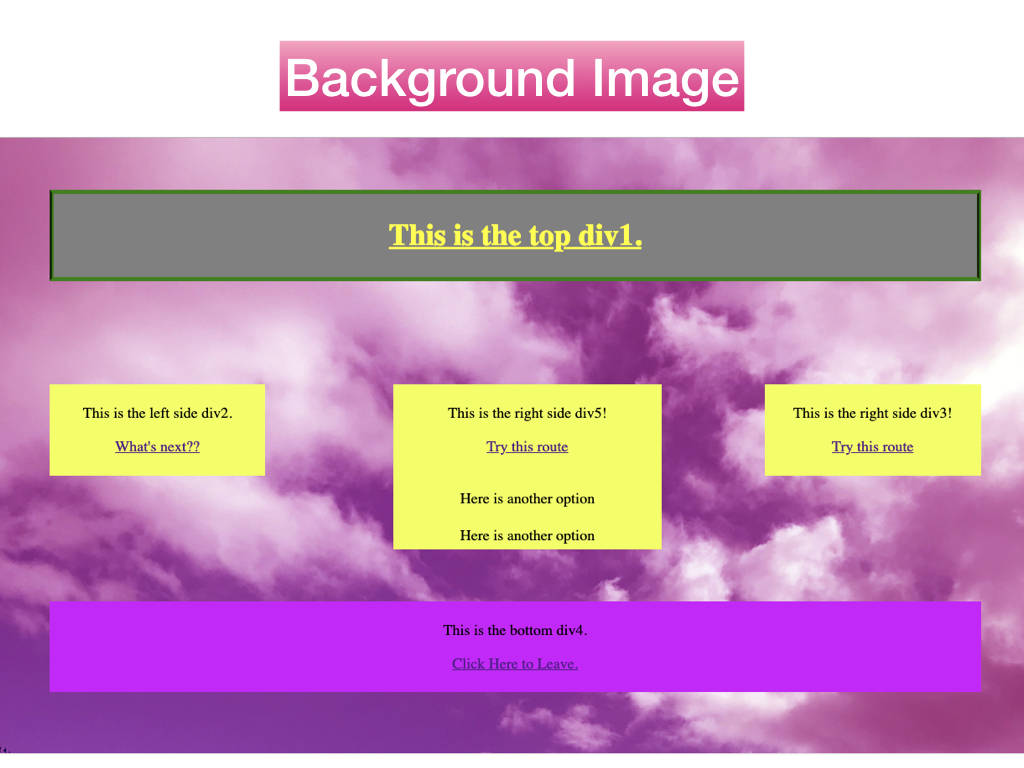 Background Image
This is the top div1.
This is the left side div2.
What's next??
This is the right side div5!
Try this route
Here is another option
Here is another option
This is the right side div3!
Try this route
This is the bottom div4.
Click Here to Leave.